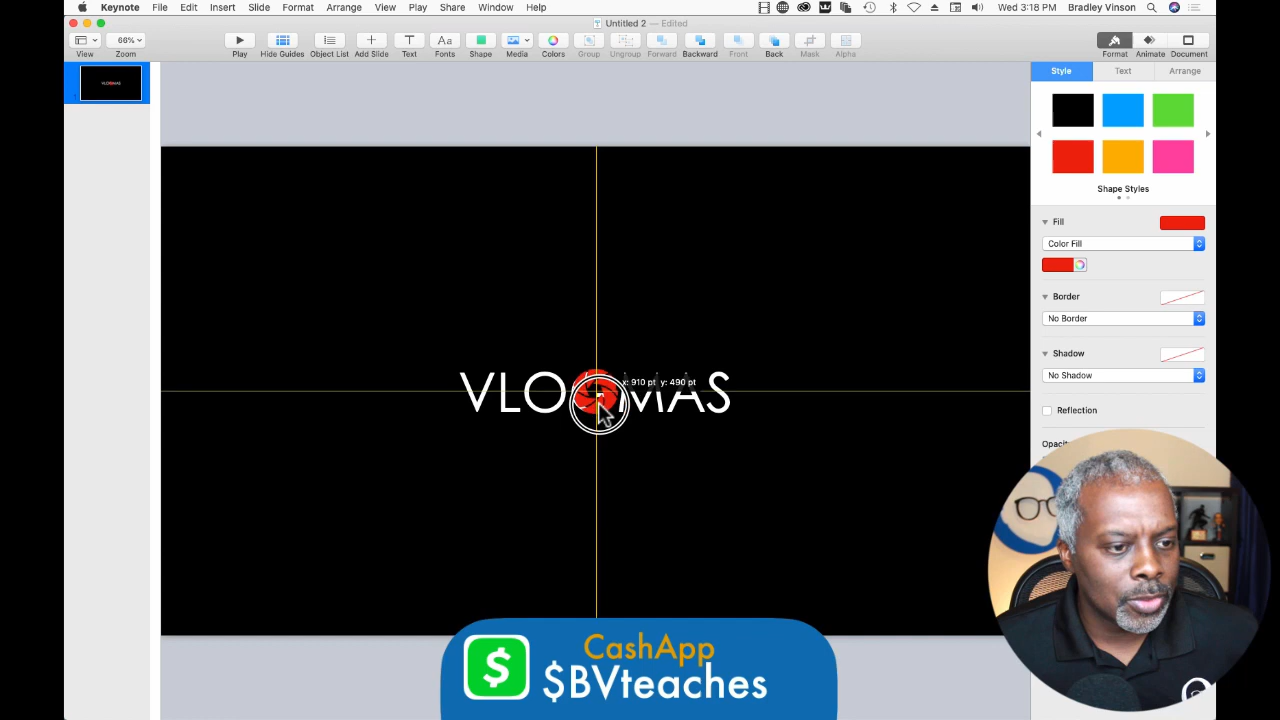 Keynote File Edit Insert Slide Format Arrange View Play Share Window Help Wed 3:18 PM Bradley Vinson
Untitled 2 — Edited
66%
View Zoom Play Hide Guides Object List Add Slide Text Fonts Shape Media Colors Group Ungroup Forward Backward Front Back Mask Alpha Format Animate Document
Style Text Arrange
Shape Styles
Fill
Color Fill
Border
No Border
Shadow
No Shadow
Reflection
x: 910 pt y: 490 pt
VLO MAS
CashApp
$BVteaches